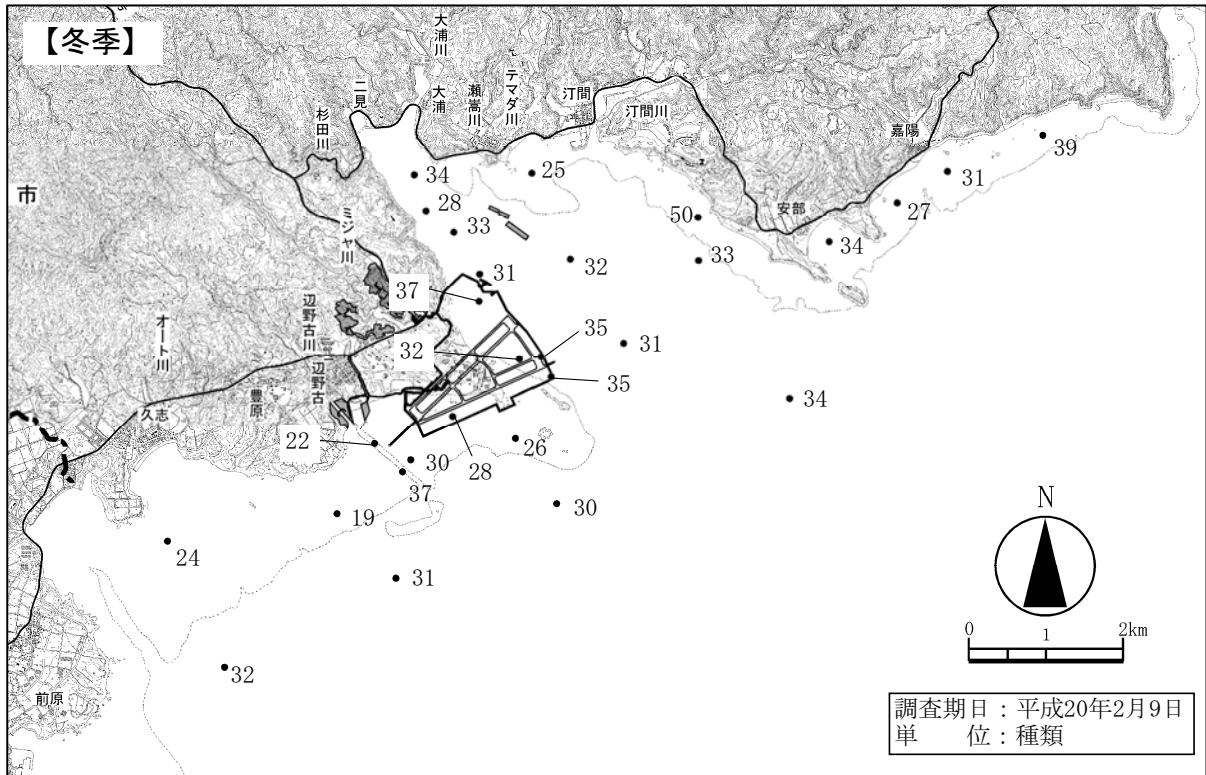 【冬季】
大浦川
大浦
瀬嵩川
テマダ川
汀間
汀間川
二見
杉田川
嘉陽
39
市
34
25
31
28
50
安部
27
33
34
ミジャ川
32
33
31
37
辺野古川
35
オート川
32
31
辺野古
35
豊原
34
久志
22
26
30
28
37
30
19
24
31
N
0 1 2km
32
前原
調査期日：平成20年2月9日
単　　位：種類